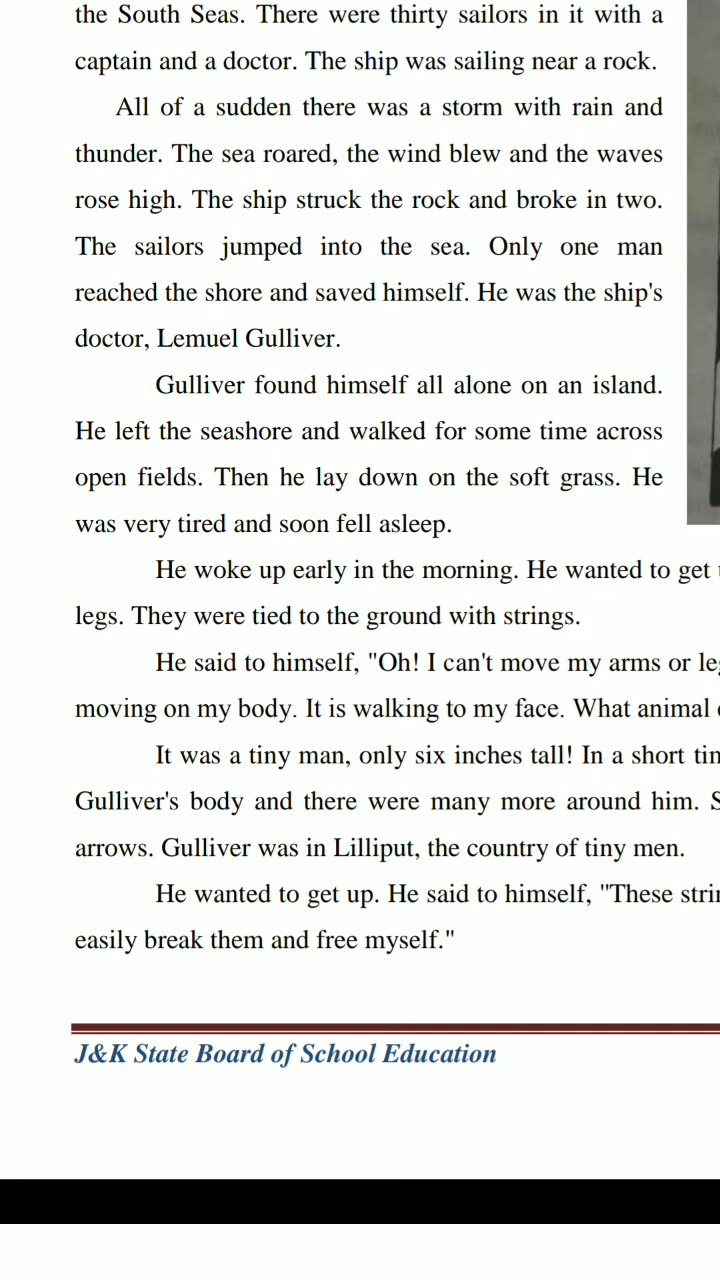 the South Seas. There were thirty sailors in it with a
captain and a doctor. The ship was sailing near a rock.
All of a sudden there was a storm with rain and
thunder. The sea roared, the wind blew and the waves
rose high. The ship struck the rock and broke in two.
The sailors jumped into the sea. Only one man
reached the shore and saved himself. He was the ship's
doctor, Lemuel Gulliver.
Gulliver found himself all alone on an island.
He left the seashore and walked for some time across
open fields. Then he lay down on the soft grass. He
was very tired and soon fell asleep.
He woke up early in the morning. He wanted to get
legs. They were tied to the ground with strings.
He said to himself, "Oh! I can't move my arms or
moving on my body. It is walking to my face. What animal
It was a tiny man, only six inches tall! In a short
Gulliver's body and there were many more around him.
arrows. Gulliver was in Lilliput, the country of tiny men.
He wanted to get up. He said to himself, "These
easily break them and free myself."
J&K State Board of School Education